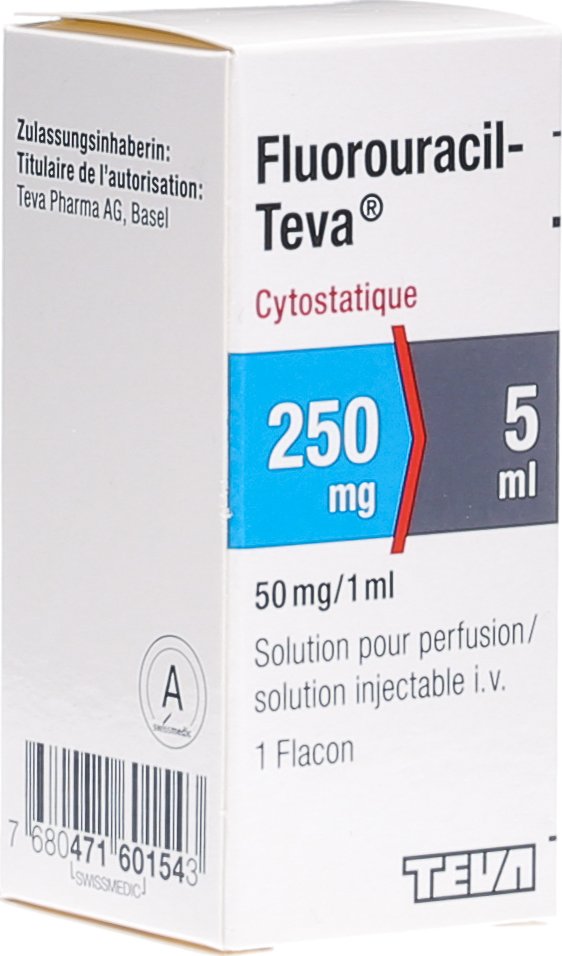 Zulassungsinhaberin:
Titulaire de l'autorisation:
Teva Pharma AG, Basel
A
swissmedic
7 680471 601543
SWISSMEDIC
Fluorouracil-
Teva®
Cytostatique
250 mg
5 ml
50 mg/1 ml
Solution pour perfusion/
solution injectable i.v.
1 Flacon
TEVA